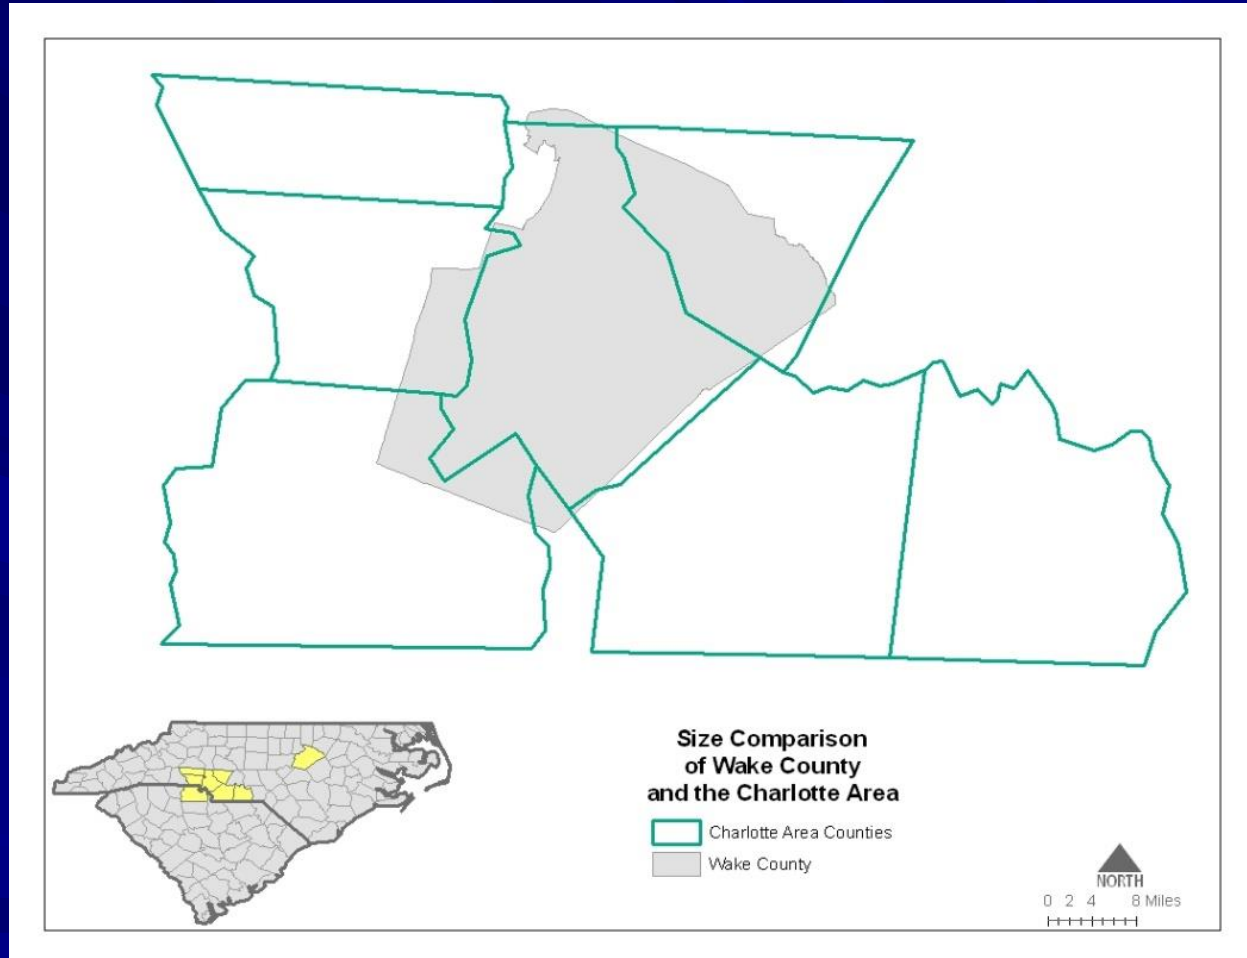 Size Comparison
of Wake County
and the Charlotte Area
Charlotte Area Counties
Wake County
NORTH
0 2 4 8 Miles